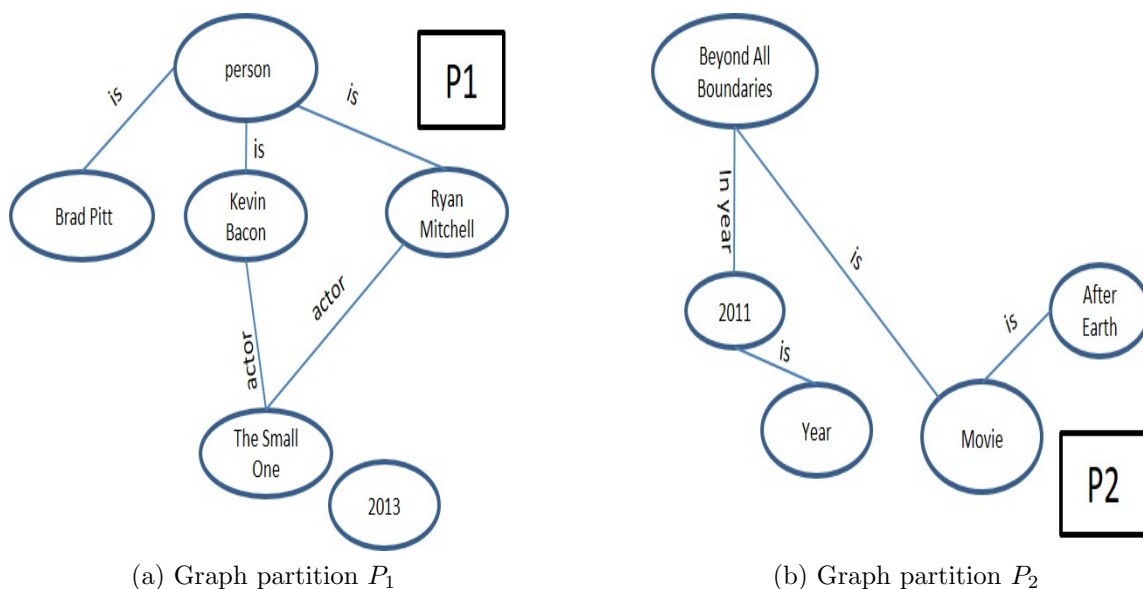 person
P1
is
is
is
Brad Pitt
Kevin
Bacon
Ryan
Mitchell
actor
actor
The Small
One
2013
(a) Graph partition P₁
Beyond All
Boundaries
In year
is
2011
is
After
Earth
is
Year
Movie
P2
(b) Graph partition P₂